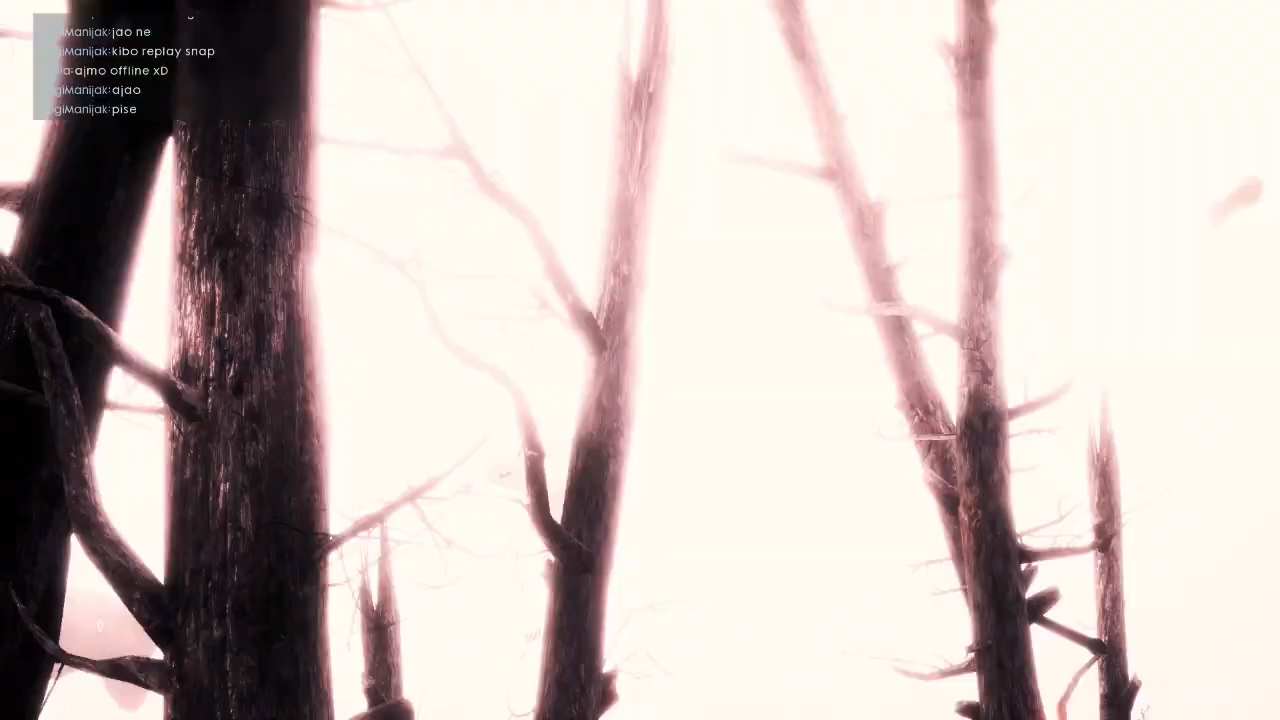 giManijak: jao ne
giManijak: kibo replay snap
a: ajmo offline xD
giManijak: ajao
giManijak: pise